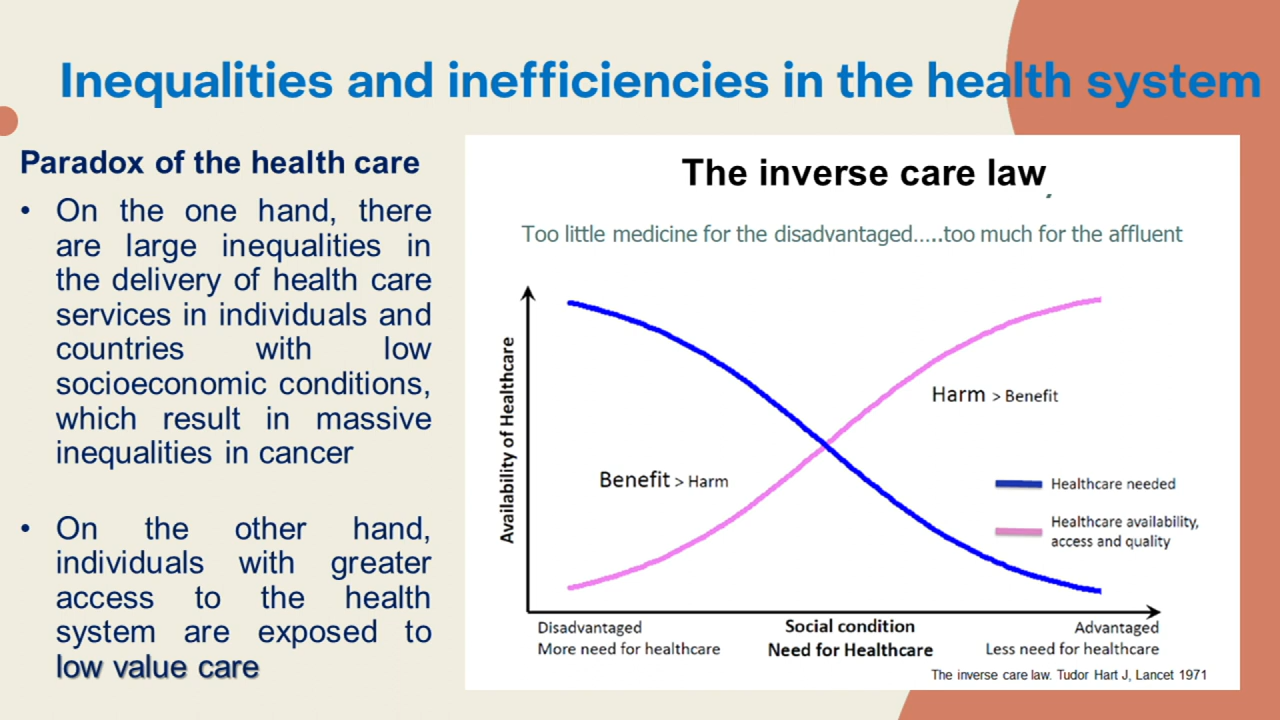 Inequalities and inefficiencies in the health system
Paradox of the health care
• On the one hand, there
are large inequalities in
the delivery of health care
services in individuals and
countries with low
socioeconomic conditions,
which result in massive
inequalities in cancer
• On the other hand,
individuals with greater
access to the health
system are exposed to
low value care
The inverse care law
Too little medicine for the disadvantaged.....too much for the affluent
Availability of Healthcare
Harm > Benefit
Benefit > Harm
Healthcare needed
Healthcare availability,
access and quality
Disadvantaged
More need for healthcare
Social condition
Need for Healthcare
Advantaged
Less need for healthcare
The inverse care law. Tudor Hart J, Lancet 1971